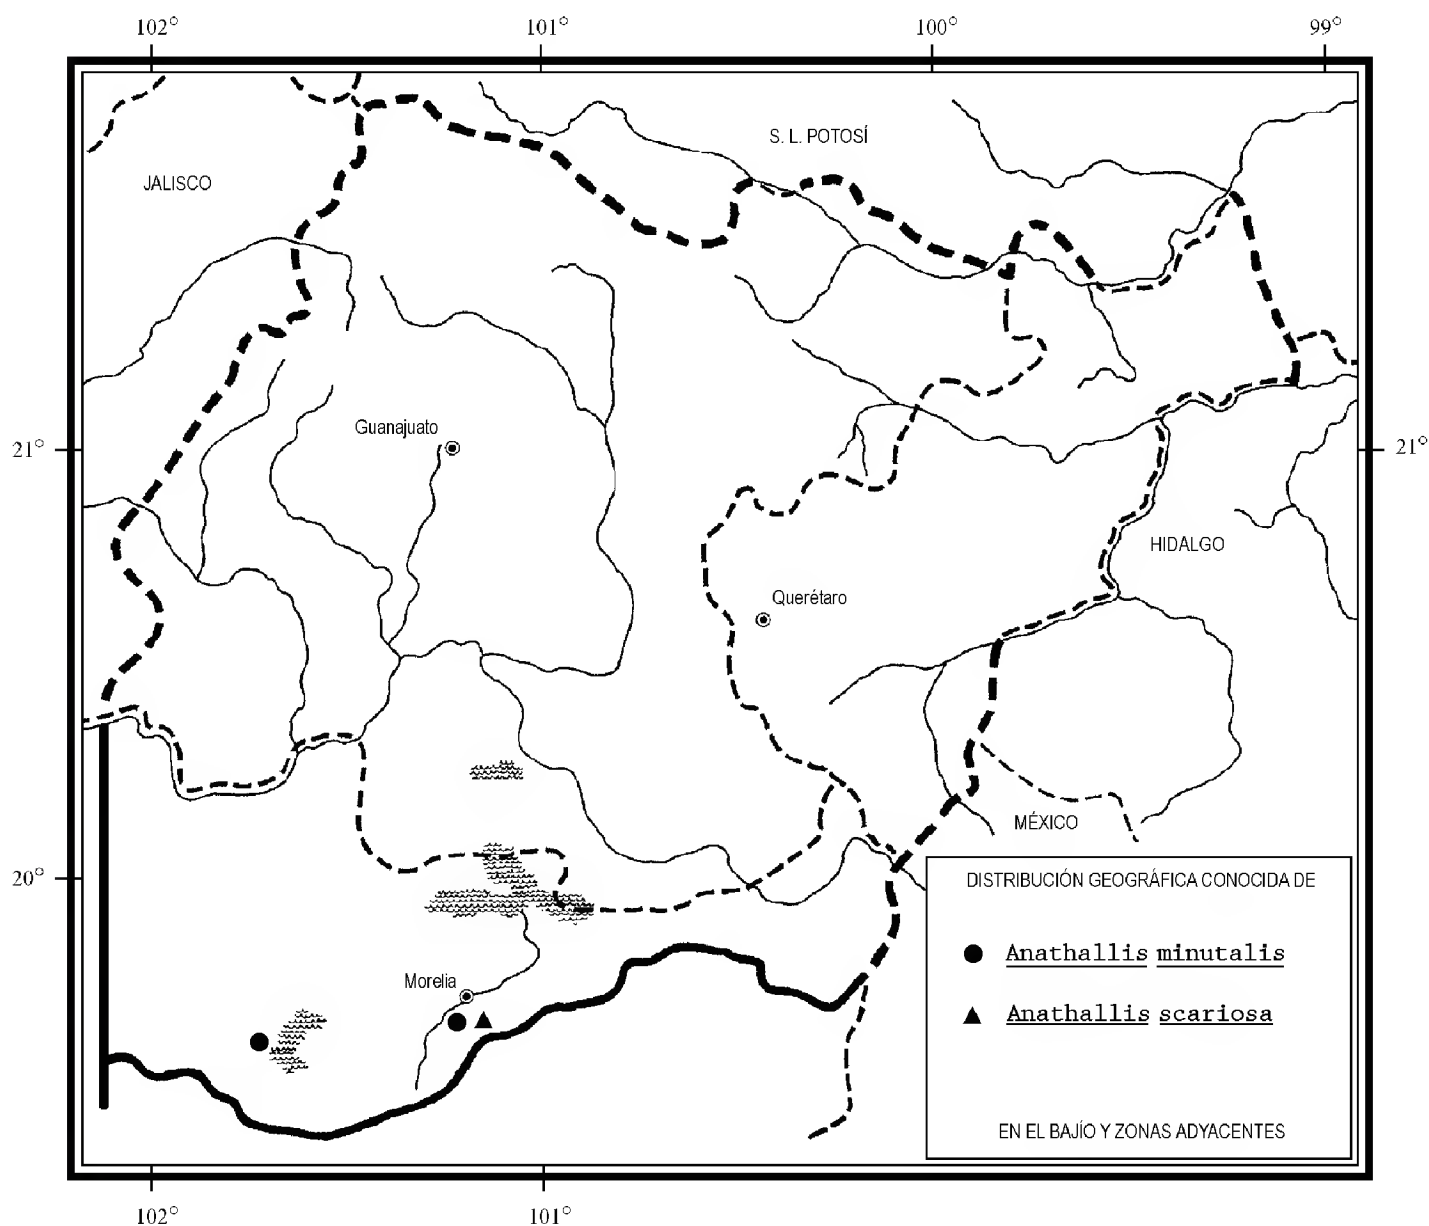 102° 101° 100° 99°
S. L. POTOSÍ
JALISCO
Guanajuato
21° 21°
HIDALGO
Querétaro
MÉXICO
20°
DISTRIBUCIÓN GEOGRÁFICA CONOCIDA DE
Anathallis minutalis
Morelia
Anathallis scariosa
EN EL BAJÍO Y ZONAS ADYACENTES
102° 101°